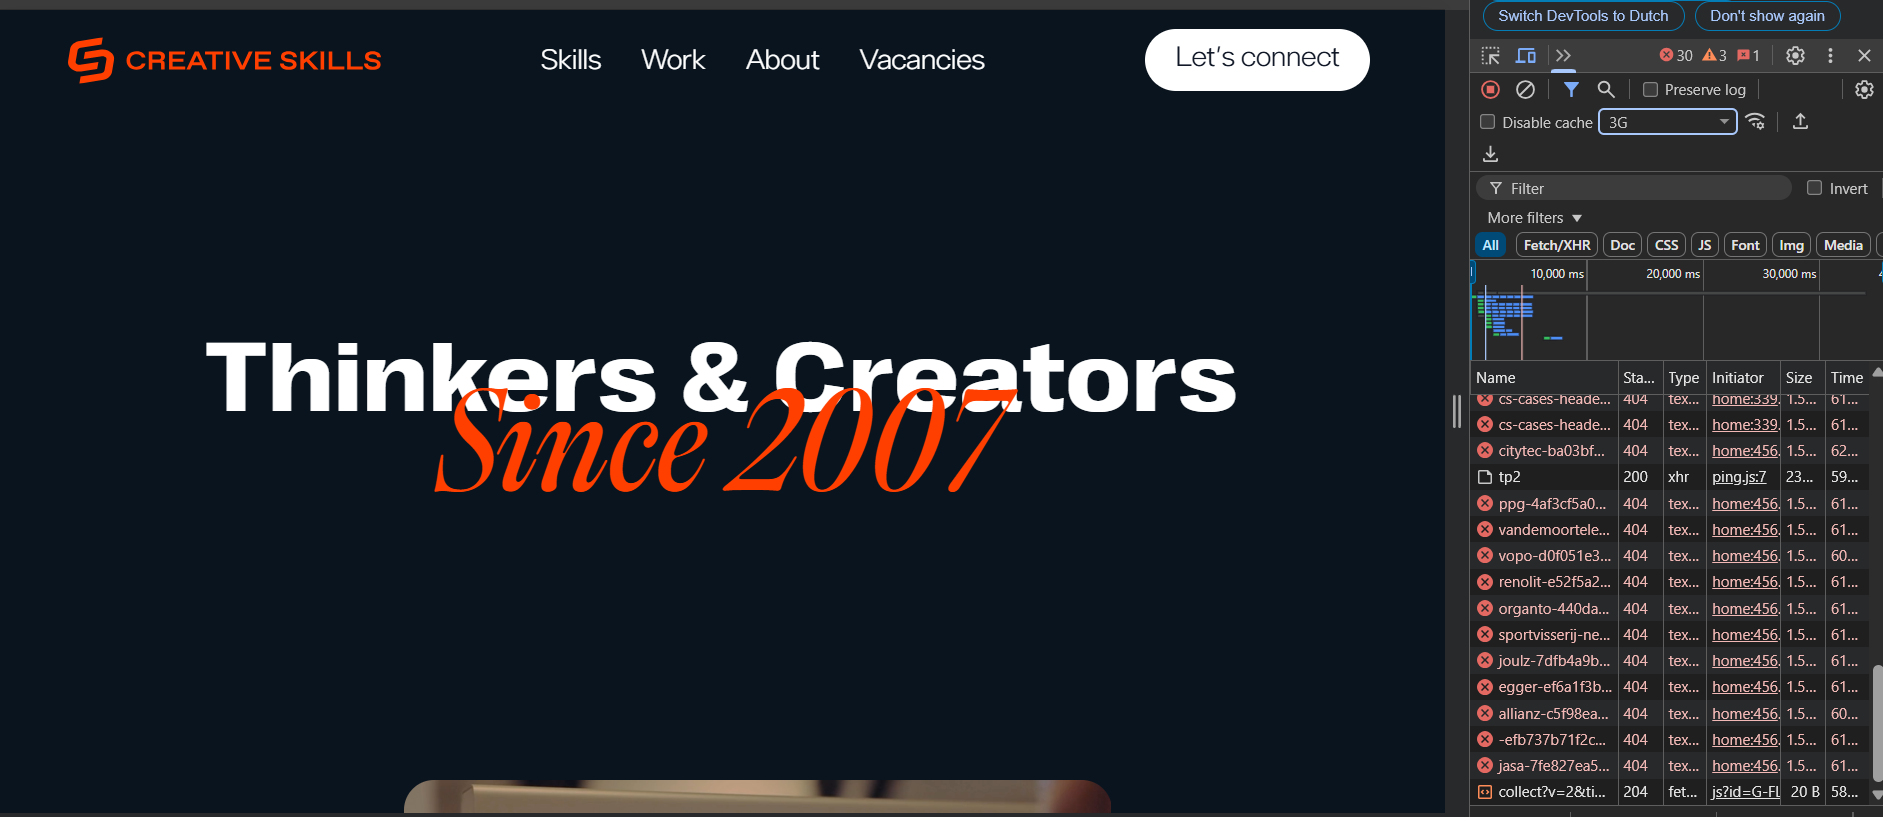 CREATIVE SKILLS
Skills
Work
About
Vacancies
Let's connect
Thinkers & Creators
Since 2007
Switch DevTools to Dutch
Don't show again
30
3
1
Preserve log
Disable cache
3G
Filter
Invert
More filters
All
Fetch/XHR
Doc
CSS
JS
Font
Img
Media
10,000 ms
20,000 ms
30,000 ms
Name Sta... Type Initiator Size Time
cs-cases-heade... 404 tex... home:339 1.5... 61...
cs-cases-heade... 404 tex... home:339 1.5... 61...
citytec-ba03bf... 404 tex... home:456 1.5... 62...
tp2 200 xhr ping.js:7 23... 59...
ppg-4af3cf5a0... 404 tex... home:456 1.5... 61...
vandemoortele... 404 tex... home:456 1.5... 61...
vopo-d0f051e3... 404 tex... home:456 1.5... 60...
renolit-e52f5a2... 404 tex... home:456 1.5... 61...
organto-440da... 404 tex... home:456 1.5... 61...
sportvisserij-ne... 404 tex... home:456 1.5... 61...
joulz-7dfb4a9b... 404 tex... home:456 1.5... 61...
egger-ef6a1f3b... 404 tex... home:456 1.5... 61...
allianz-c5f98ea... 404 tex... home:456 1.5... 60...
-efb737b71f2c... 404 tex... home:456 1.5... 61...
jasa-7fe827ea5... 404 tex... home:456 1.5... 61...
collect?v=2&ti... 204 fet... js?id=G-FL 20 B 58...